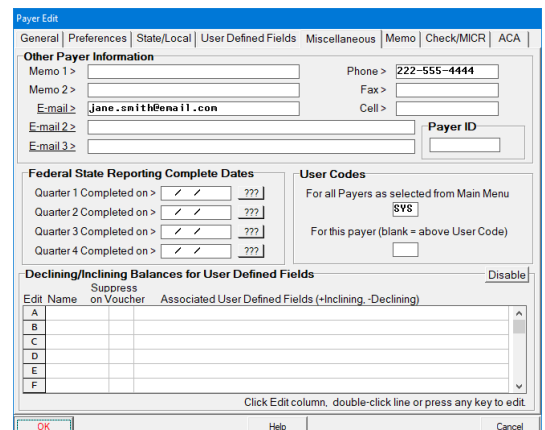 Payer Edit
General Preferences State/Local User Defined Fields Miscellaneous Memo Check/MICR ACA
Other Payer Information
Memo 1 > Phone > 222-555-4444
Memo 2 > Fax >
E-mail > jane.smith@email.com Cell >
E-mail 2 > Payer ID
E-mail 3 >
Federal State Reporting Complete Dates User Codes
Quarter 1 Completed on > / / ??? For all Payers as selected from Main Menu
Quarter 2 Completed on > / / ??? SYS
Quarter 3 Completed on > / / ??? For this payer (blank = above User Code)
Quarter 4 Completed on > / / ???
Declining/Inclining Balances for User Defined Fields Disable
Suppress
Edit Name on Voucher Associated User Defined Fields (+Inclining, -Declining)
A
B
C
D
E
F
Click Edit column, double-click line or press any key to edit.
OK Help Cancel